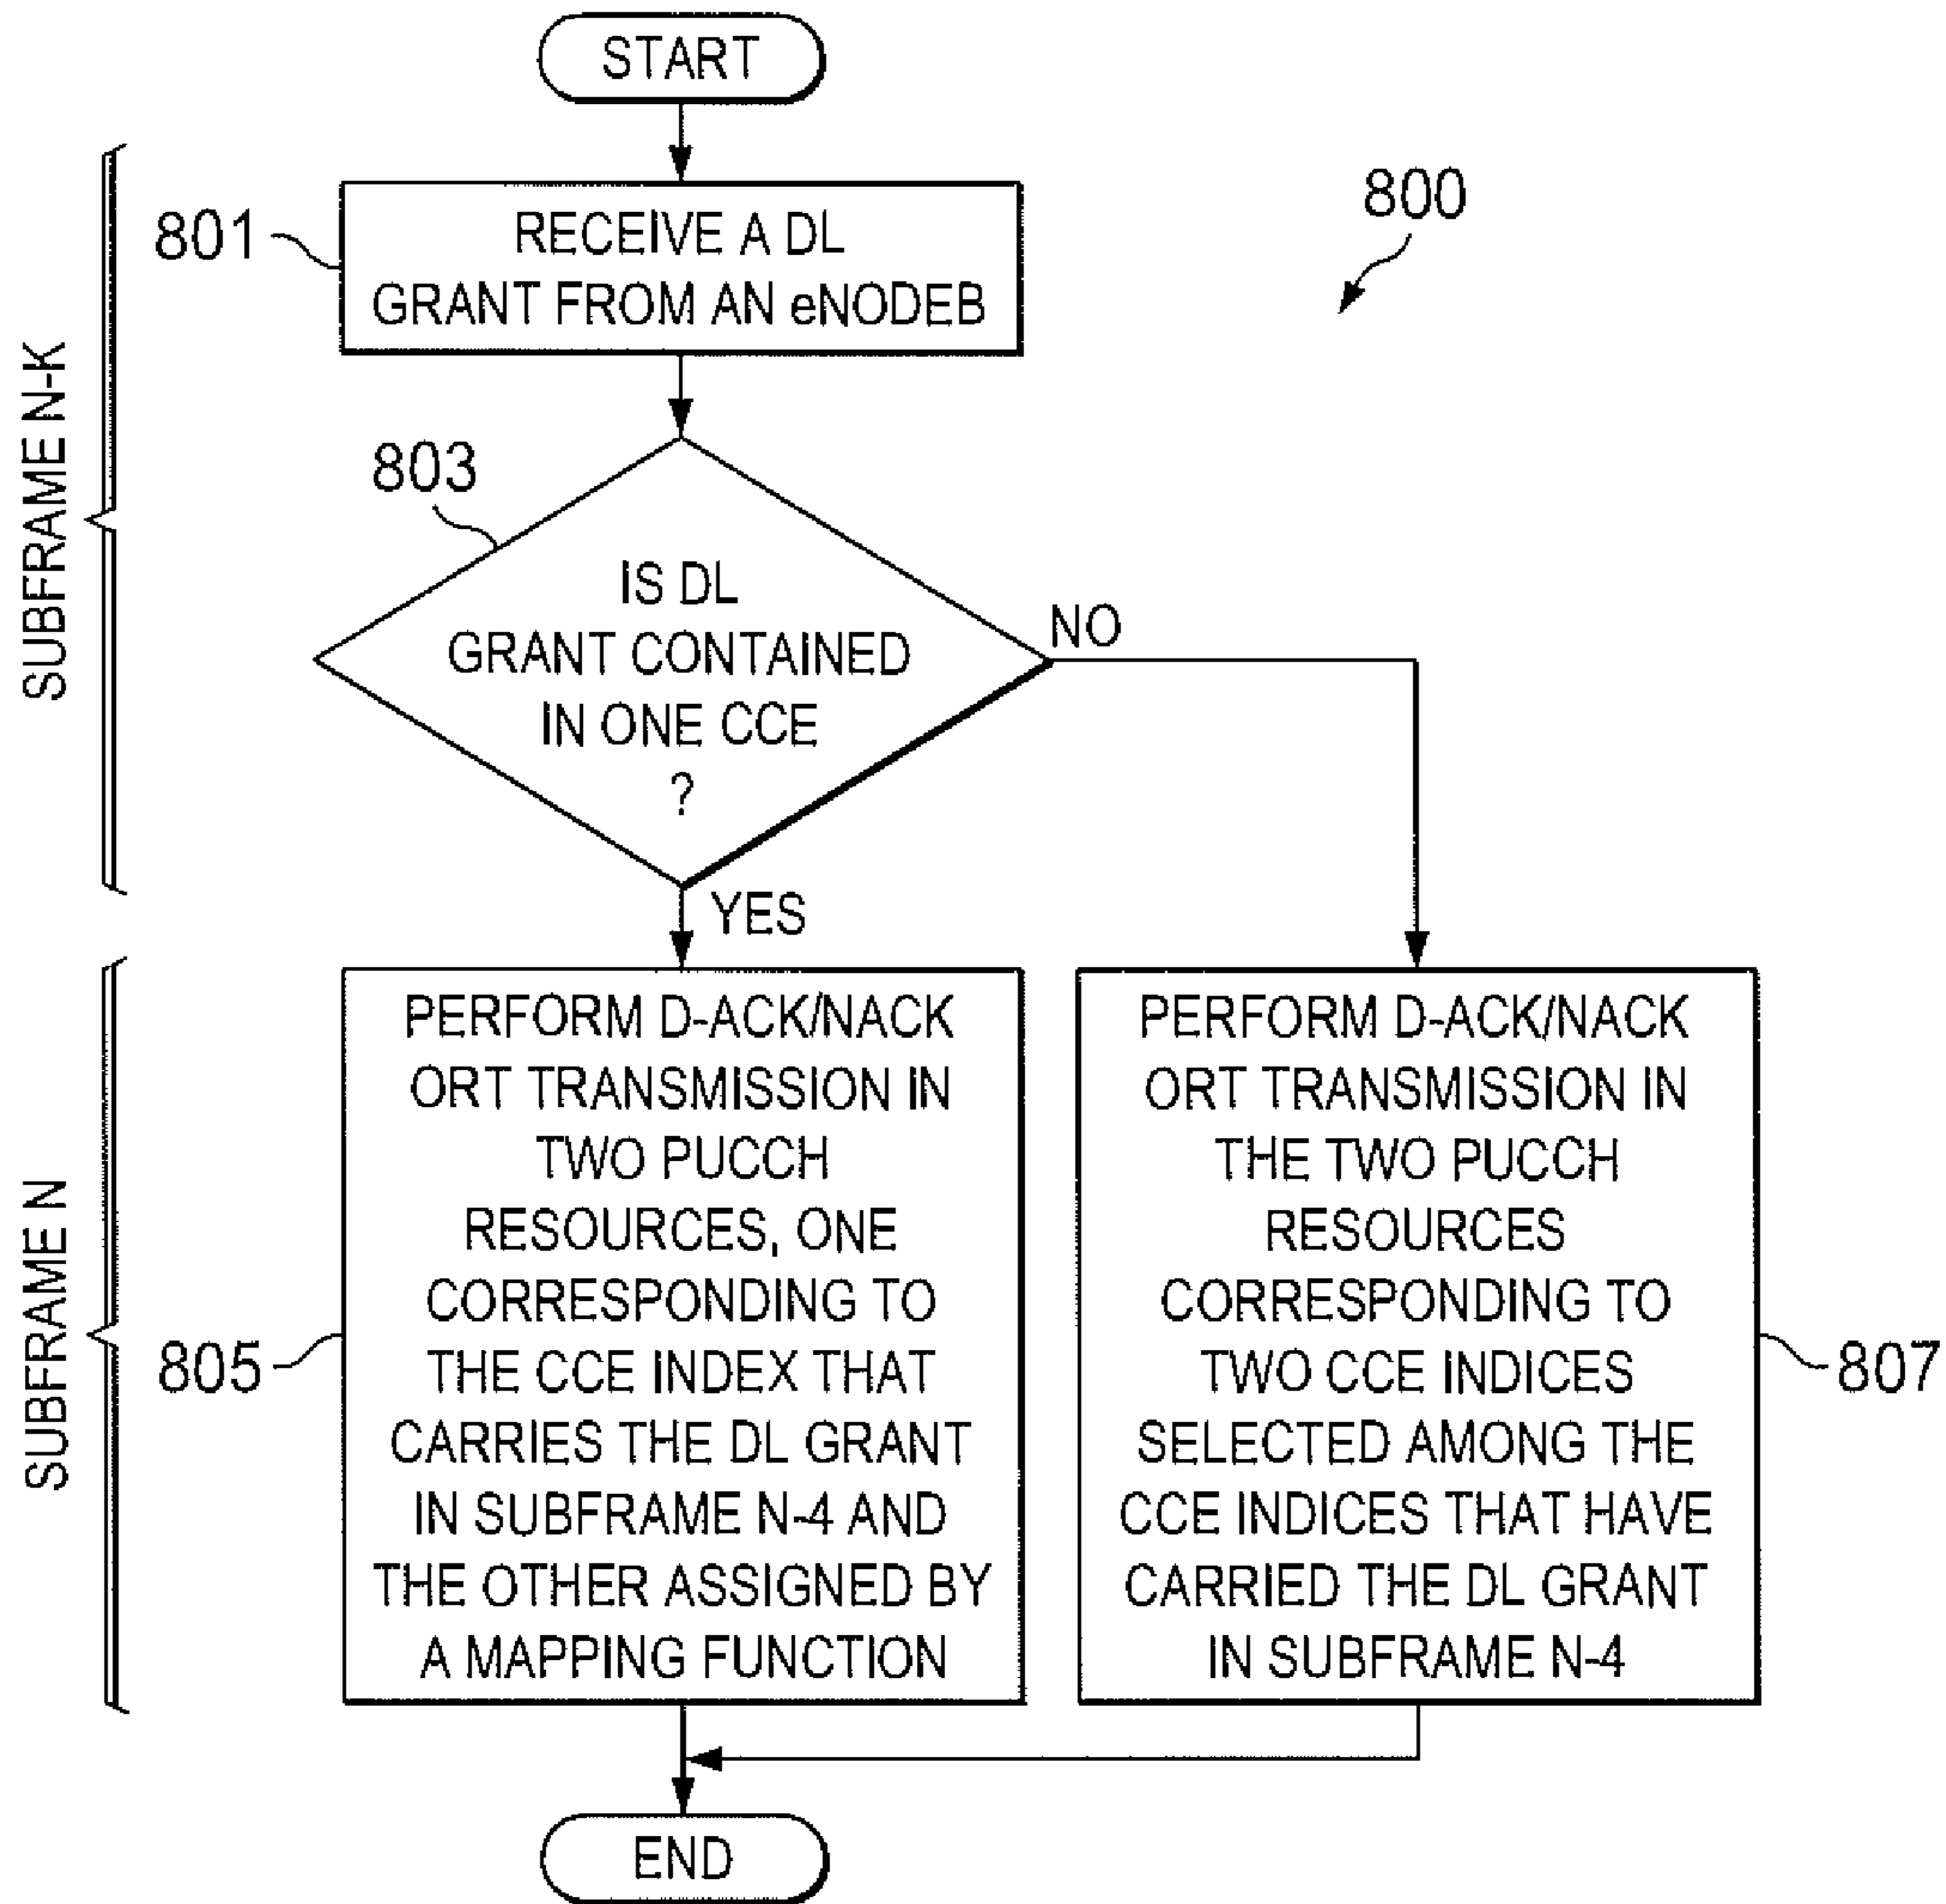 START
800
801
RECEIVE A DL
GRANT FROM AN eNODEB
SUBFRAME N-K
803
IS DL
GRANT CONTAINED
IN ONE CCE
?
NO
YES
SUBFRAME N
805
PERFORM D-ACK/NACK
ORT TRANSMISSION IN
TWO PUCCH
RESOURCES, ONE
CORRESPONDING TO
THE CCE INDEX THAT
CARRIES THE DL GRANT
IN SUBFRAME N-4 AND
THE OTHER ASSIGNED BY
A MAPPING FUNCTION
PERFORM D-ACK/NACK
ORT TRANSMISSION IN
THE TWO PUCCH
RESOURCES
CORRESPONDING TO
TWO CCE INDICES
SELECTED AMONG THE
CCE INDICES THAT HAVE
CARRIED THE DL GRANT
IN SUBFRAME N-4
807
END